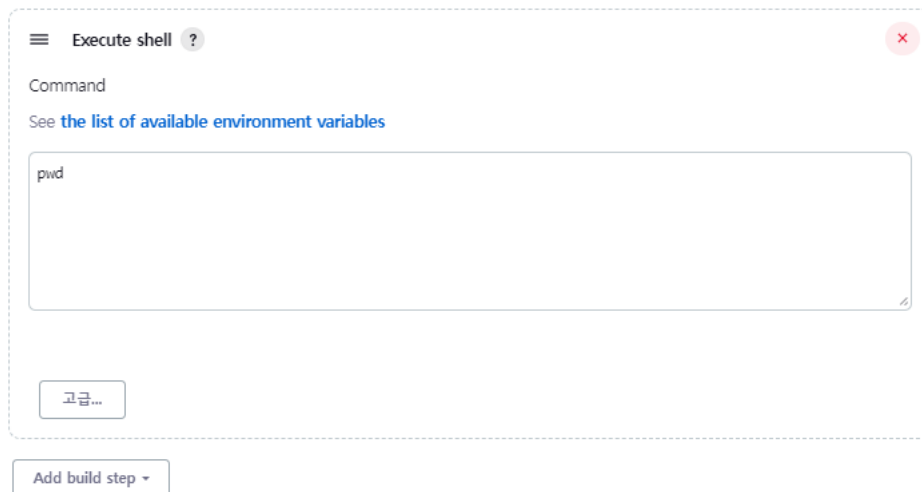 Execute shell ?
Command
See the list of available environment variables
pwd
고급...
Add build step